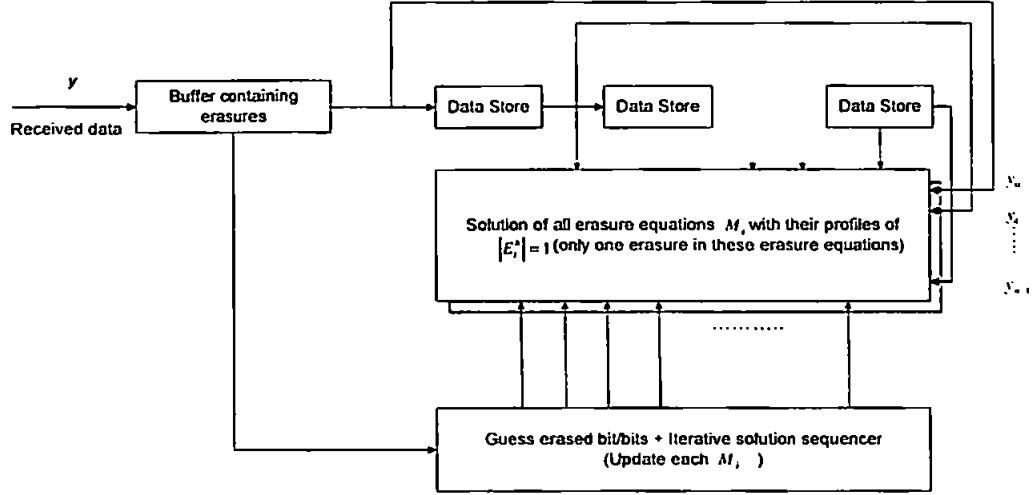 y
Received data
Buffer containing
erasures
Data Store
Data Store
Data Store
Solution of all erasure equations M with their profiles of
= 1 (only one erasure in these erasure equations)
............
Guess erased bit/bits + Iterative solution sequencer
(Update each M )